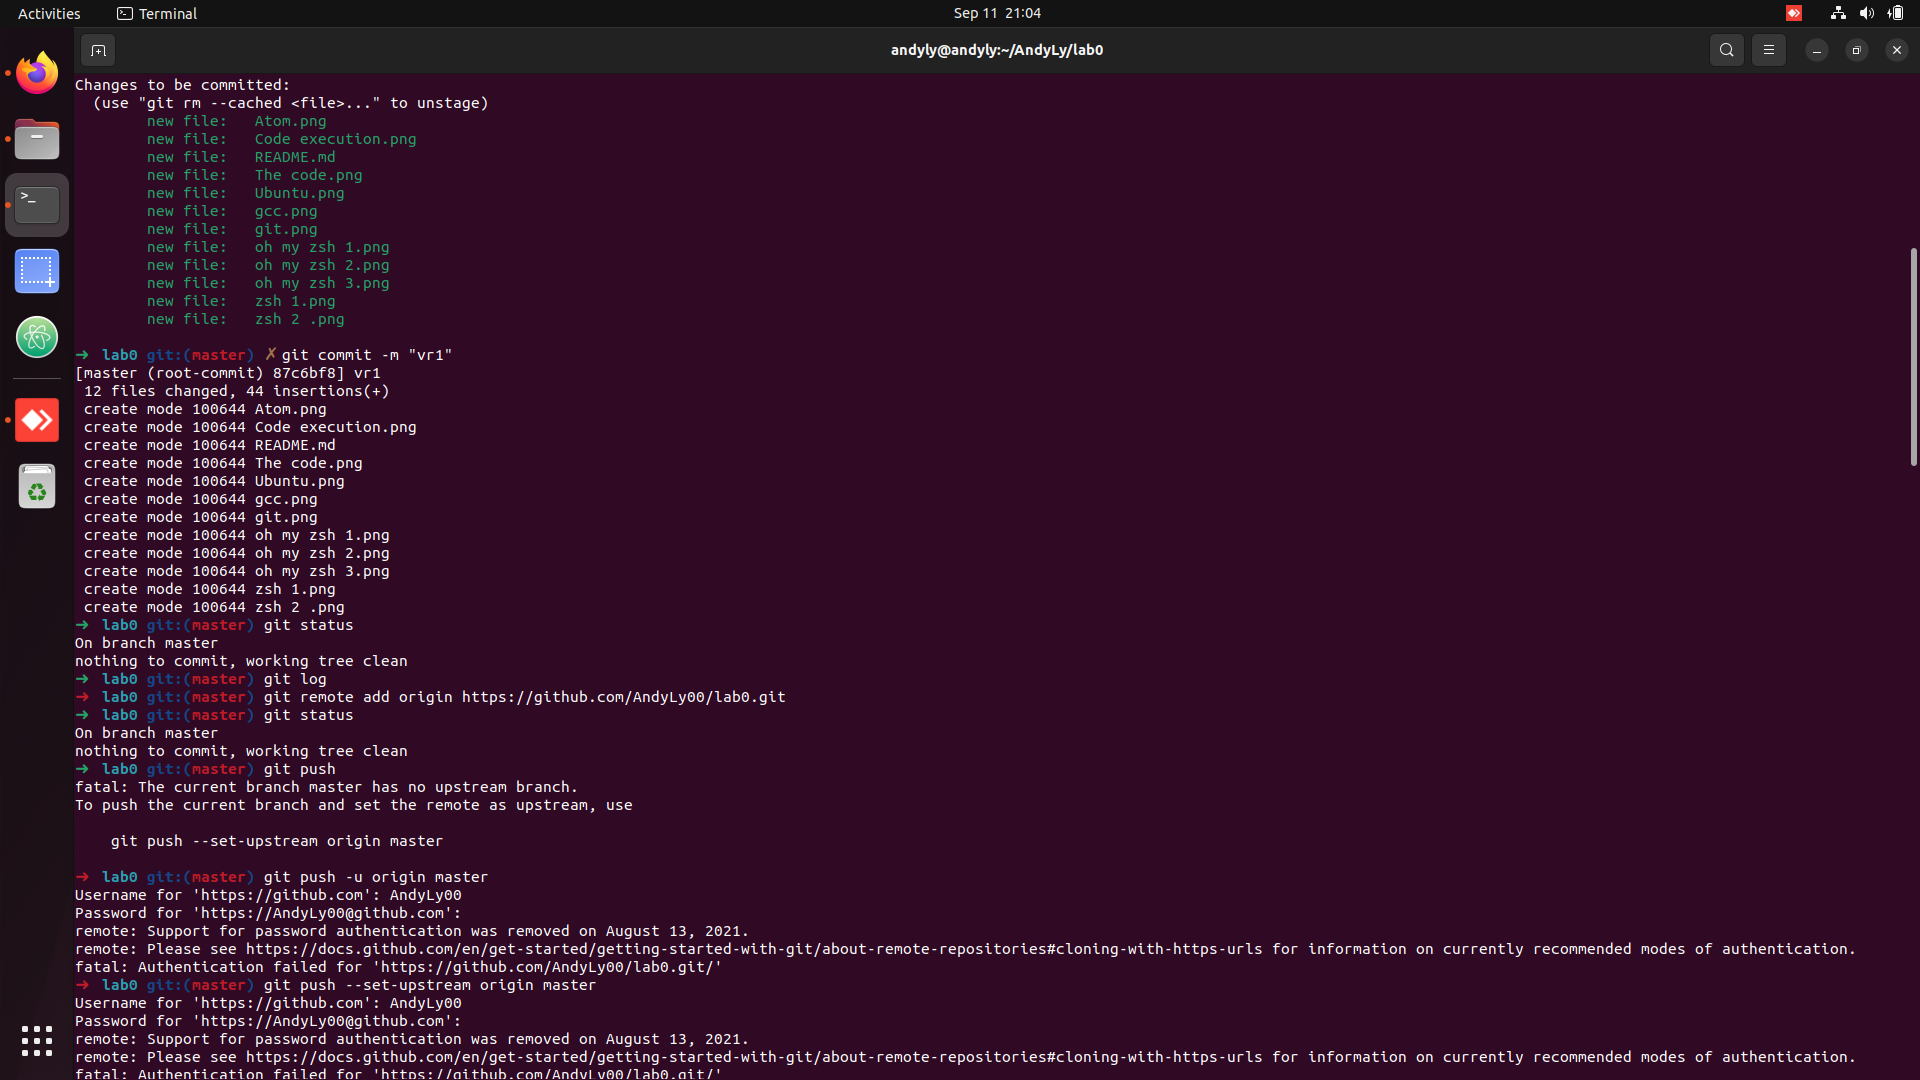 Activities
Terminal
Sep 11 21:04
andyly@andyly:~/AndyLy/lab0
Changes to be committed:
  (use "git rm --cached <file>..." to unstage)
        new file:   Atom.png
        new file:   Code execution.png
        new file:   README.md
        new file:   The code.png
        new file:   Ubuntu.png
        new file:   gcc.png
        new file:   git.png
        new file:   oh my zsh 1.png
        new file:   oh my zsh 2.png
        new file:   oh my zsh 3.png
        new file:   zsh 1.png
        new file:   zsh 2 .png
➜  lab0 git:(master) ✗ git commit -m "vr1"
[master (root-commit) 87c6bf8] vr1
 12 files changed, 44 insertions(+)
 create mode 100644 Atom.png
 create mode 100644 Code execution.png
 create mode 100644 README.md
 create mode 100644 The code.png
 create mode 100644 Ubuntu.png
 create mode 100644 gcc.png
 create mode 100644 git.png
 create mode 100644 oh my zsh 1.png
 create mode 100644 oh my zsh 2.png
 create mode 100644 oh my zsh 3.png
 create mode 100644 zsh 1.png
 create mode 100644 zsh 2 .png
➜  lab0 git:(master) git status
On branch master
nothing to commit, working tree clean
➜  lab0 git:(master) git log
➜  lab0 git:(master) git remote add origin https://github.com/AndyLy00/lab0.git
➜  lab0 git:(master) git status
On branch master
nothing to commit, working tree clean
➜  lab0 git:(master) git push
fatal: The current branch master has no upstream branch.
To push the current branch and set the remote as upstream, use
    git push --set-upstream origin master
➜  lab0 git:(master) git push -u origin master
Username for 'https://github.com': AndyLy00
Password for 'https://AndyLy00@github.com':
remote: Support for password authentication was removed on August 13, 2021.
remote: Please see https://docs.github.com/en/get-started/getting-started-with-git/about-remote-repositories#cloning-with-https-urls for information on currently recommended modes of authentication.
fatal: Authentication failed for 'https://github.com/AndyLy00/lab0.git/'
➜  lab0 git:(master) git push --set-upstream origin master
Username for 'https://github.com': AndyLy00
Password for 'https://AndyLy00@github.com':
remote: Support for password authentication was removed on August 13, 2021.
remote: Please see https://docs.github.com/en/get-started/getting-started-with-git/about-remote-repositories#cloning-with-https-urls for information on currently recommended modes of authentication.
fatal: Authentication failed for 'https://github.com/AndyLy00/lab0.git/'